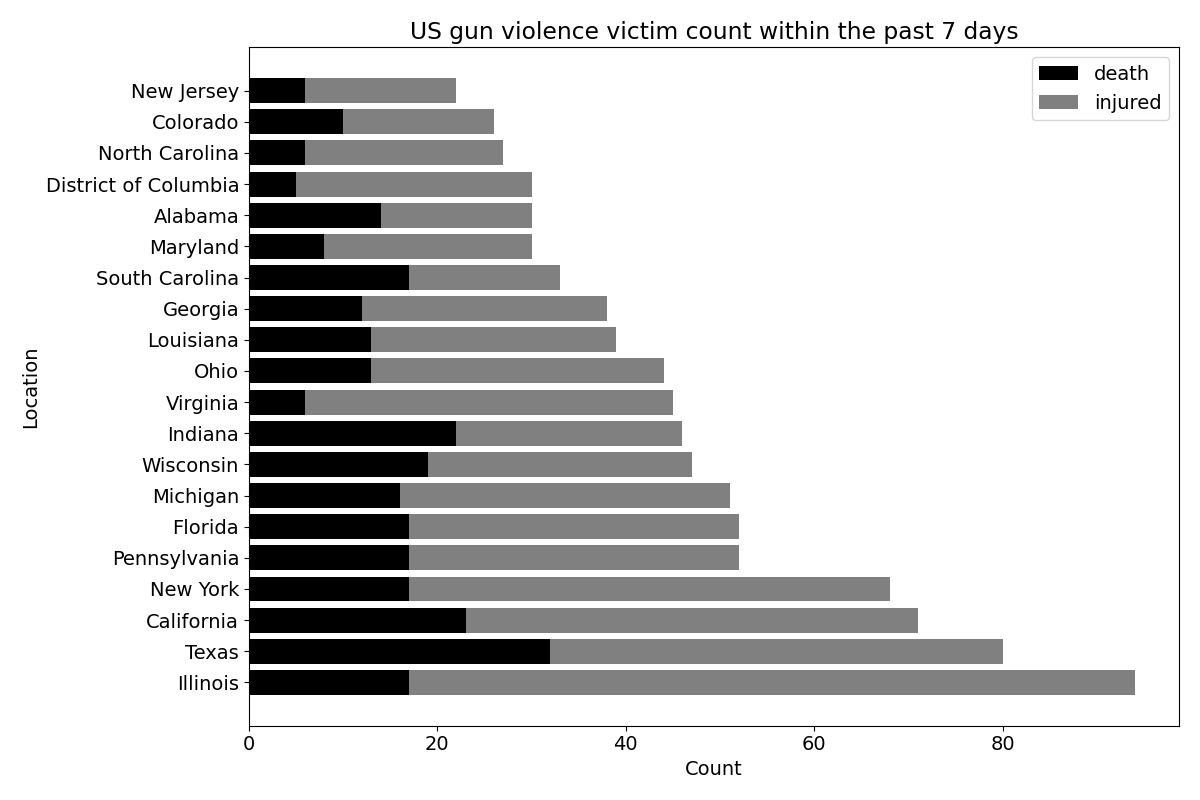 US gun violence victim count within the past 7 days
death
injured
New Jersey
Colorado
North Carolina
District of Columbia
Alabama
Maryland
South Carolina
Georgia
Louisiana
Ohio
Virginia
Indiana
Wisconsin
Michigan
Florida
Pennsylvania
New York
California
Texas
Illinois
Location
0 20 40 60 80
Count